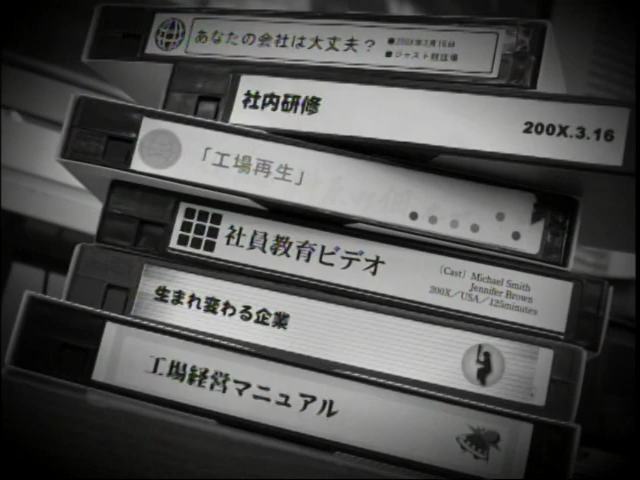 あなたの会社は大丈夫?
社内研修
200X.3.16
「工場再生」
社員教育ビデオ
(Cast) Michael Smith
Jennifer Brown
200X/USA/125minutes
生まれ変わる企業
工場経営マニュアル